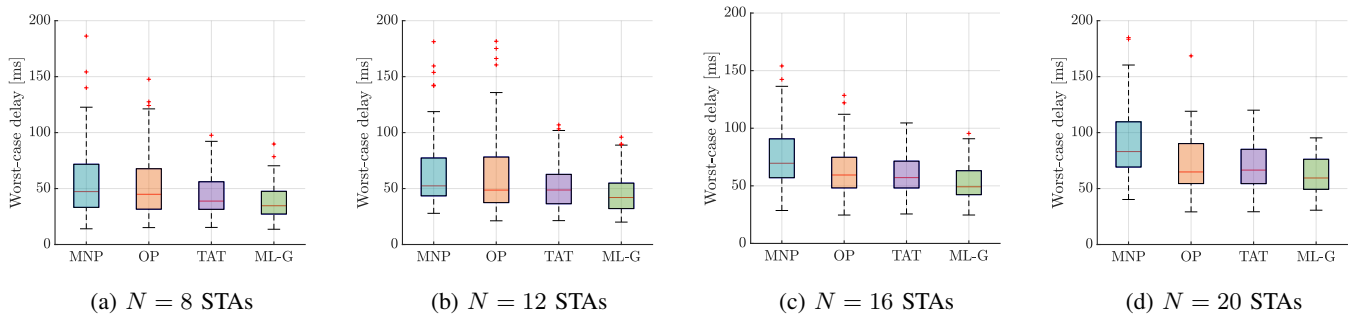 200
150
100
50
0
Worst-case delay [ms]
MNP OP TAT ML-G
(a) N = 8 STAs
200
150
100
50
0
Worst-case delay [ms]
MNP OP TAT ML-G
(b) N = 12 STAs
200
150
100
50
0
Worst-case delay [ms]
MNP OP TAT ML-G
(c) N = 16 STAs
200
150
100
50
0
Worst-case delay [ms]
MNP OP TAT ML-G
(d) N = 20 STAs